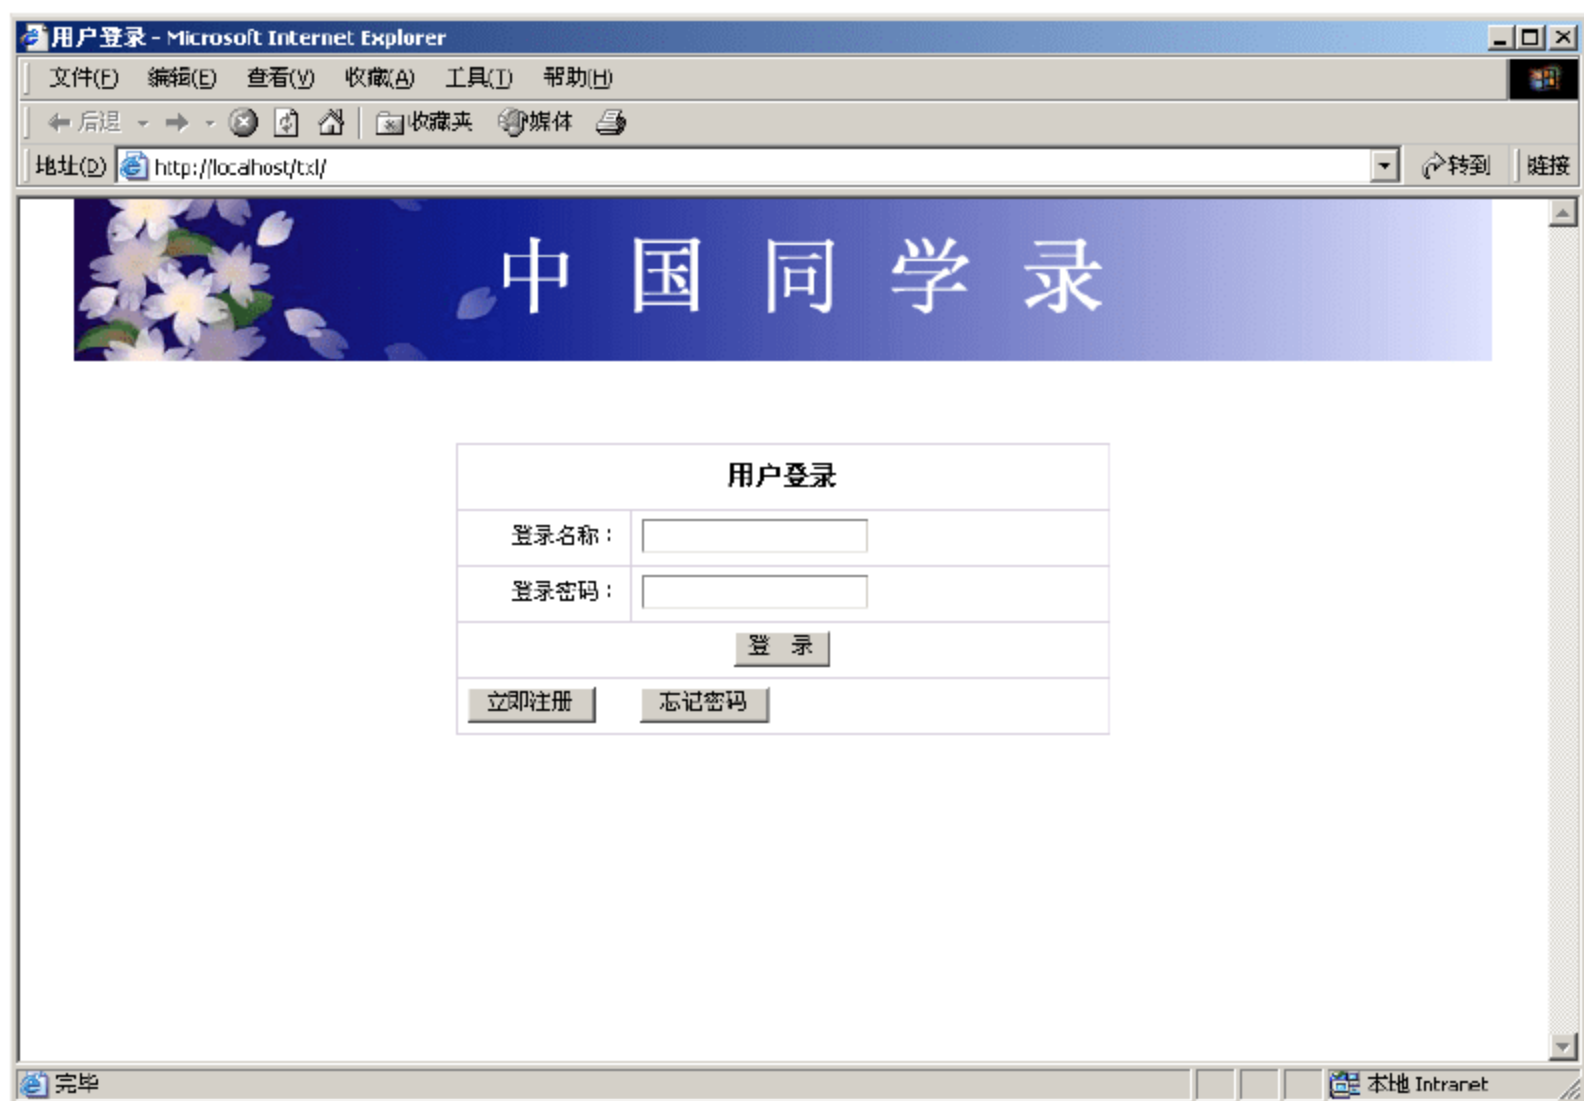 用户登录 - Microsoft Internet Explorer
文件(F) 编辑(E) 查看(V) 收藏(A) 工具(T) 帮助(H)
后退 收藏夹 媒体
地址(D) http://localhost/txl/ 转到 链接
中国同学录
用户登录
登录名称：
登录密码：
登 录
立即注册 忘记密码
完毕 本地 Intranet